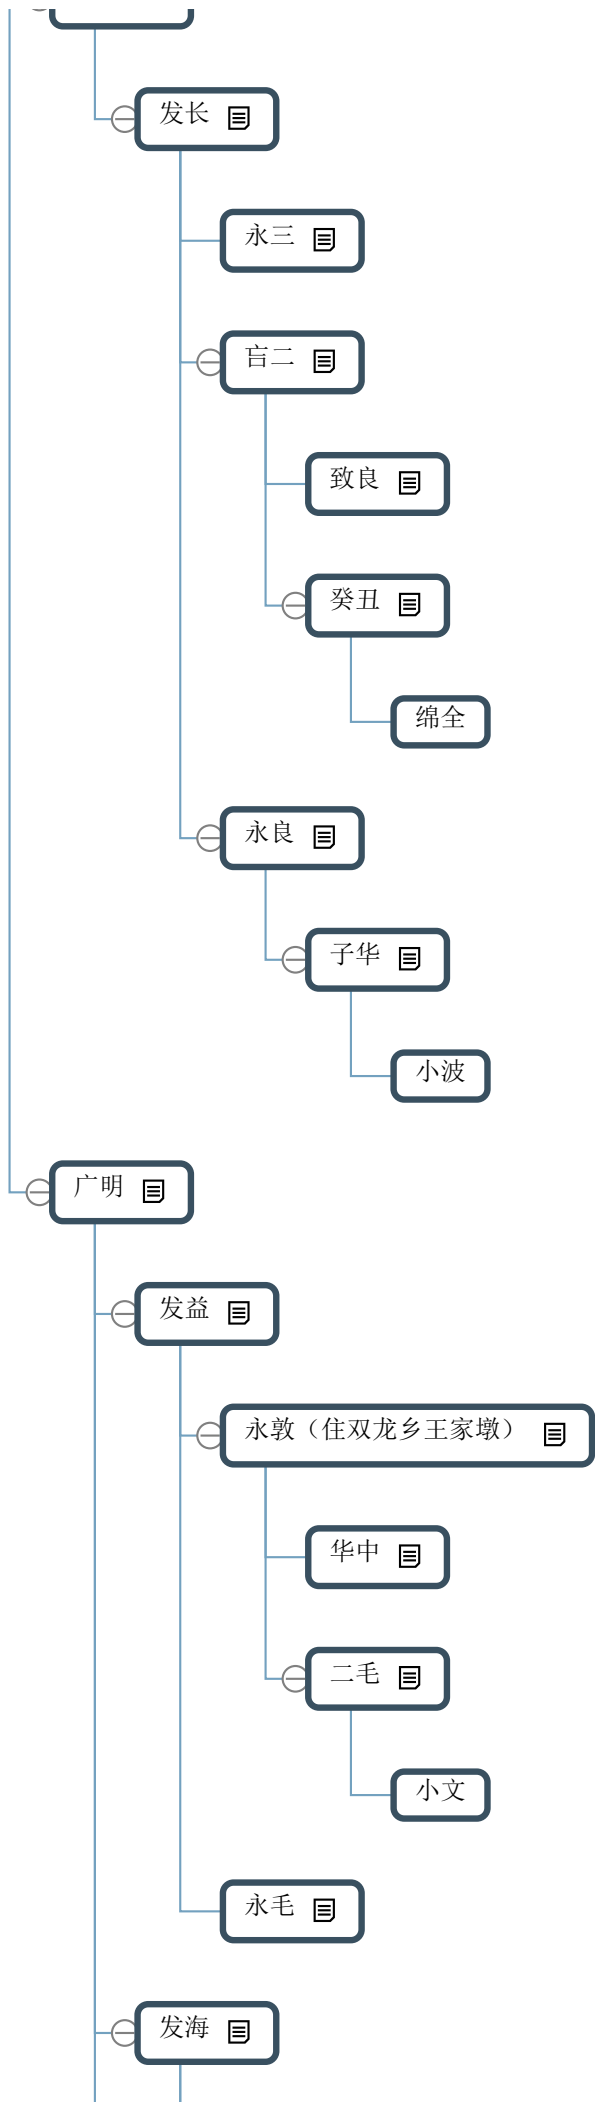 发长
永三
吂二
致良
癸丑
绵全
永良
子华
小波
广明
发益
永敦（住双龙乡王家墩）
华中
二毛
小文
永毛
发海